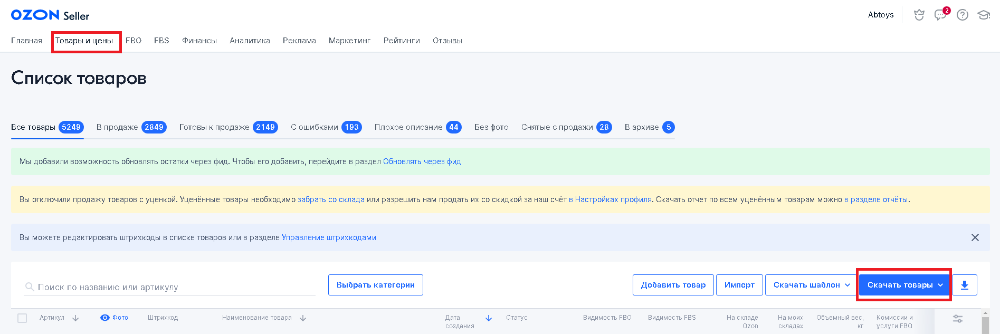 OZON Seller
Abtoys
2
Главная Товары и цены FBO FBS Финансы Аналитика Реклама Маркетинг Рейтинги Отзывы
Список товаров
Все товары 5249 В продаже 2849 Готовы к продаже 2149 С ошибками 193 Плохое описание 44 Без фото Снятые с продажи 28 В архиве 5
Мы добавили возможность обновлять остатки через фид. Чтобы его добавить, перейдите в раздел Обновлять через фид
Вы отключили продажу товаров с уценкой. Уценённые товары необходимо забрать со склада или разрешить нам продать их со скидкой за наш счёт в Настройках профиля. Скачать отчет по всем уценённым товарам можно в разделе отчёты.
Вы можете редактировать штрихкоды в списке товаров или в разделе Управление штрихкодами
Поиск по названию или артикулу Выбрать категории Добавить товар Импорт Скачать шаблон Скачать товары
Артикул Фото Штрихкод Наименование товара Дата Статус Видимость FBO Видимость FBS На складе На моих Объемный вес, Комиссии и
создания Ozon складах кг услуги FBO